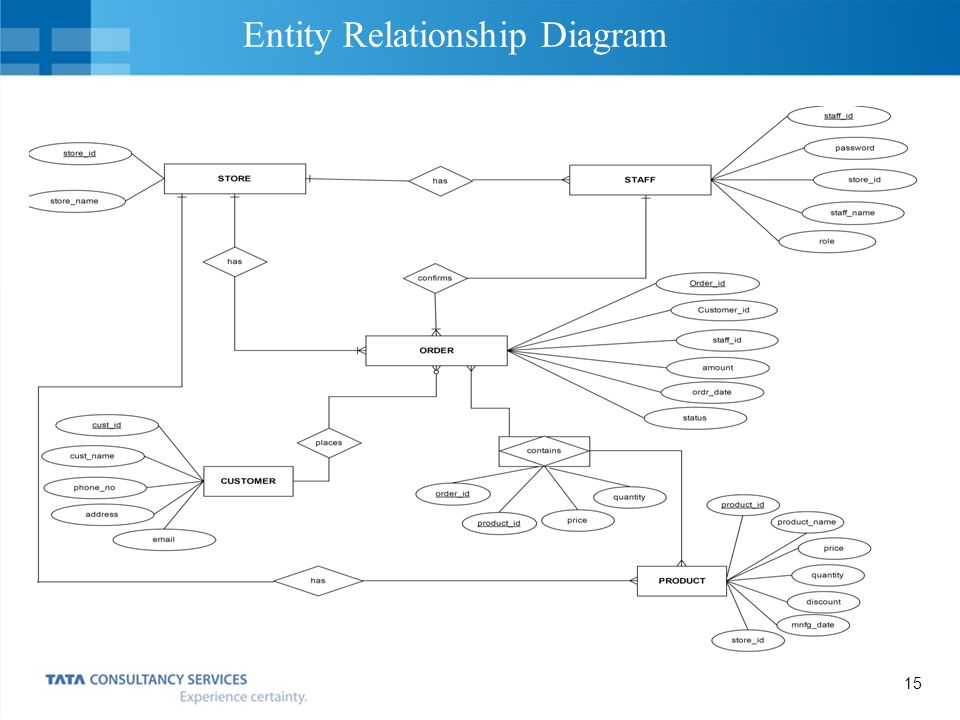 Entity Relationship Diagram
staff_id
store_id
password
STORE
has
STAFF
store_id
store_name
staff_name
role
has
confirms
Order_id
Customer_id
staff_id
ORDER
amount
ordr_date
status
cust_id
cust_name
places
contains
phone_no
CUSTOMER
order_id
quantity
address
product_id
price
email
product_id
product_name
price
has
PRODUCT
quantity
discount
mnfg_date
store_id
TATA CONSULTANCY SERVICES
Experience certainty.
15